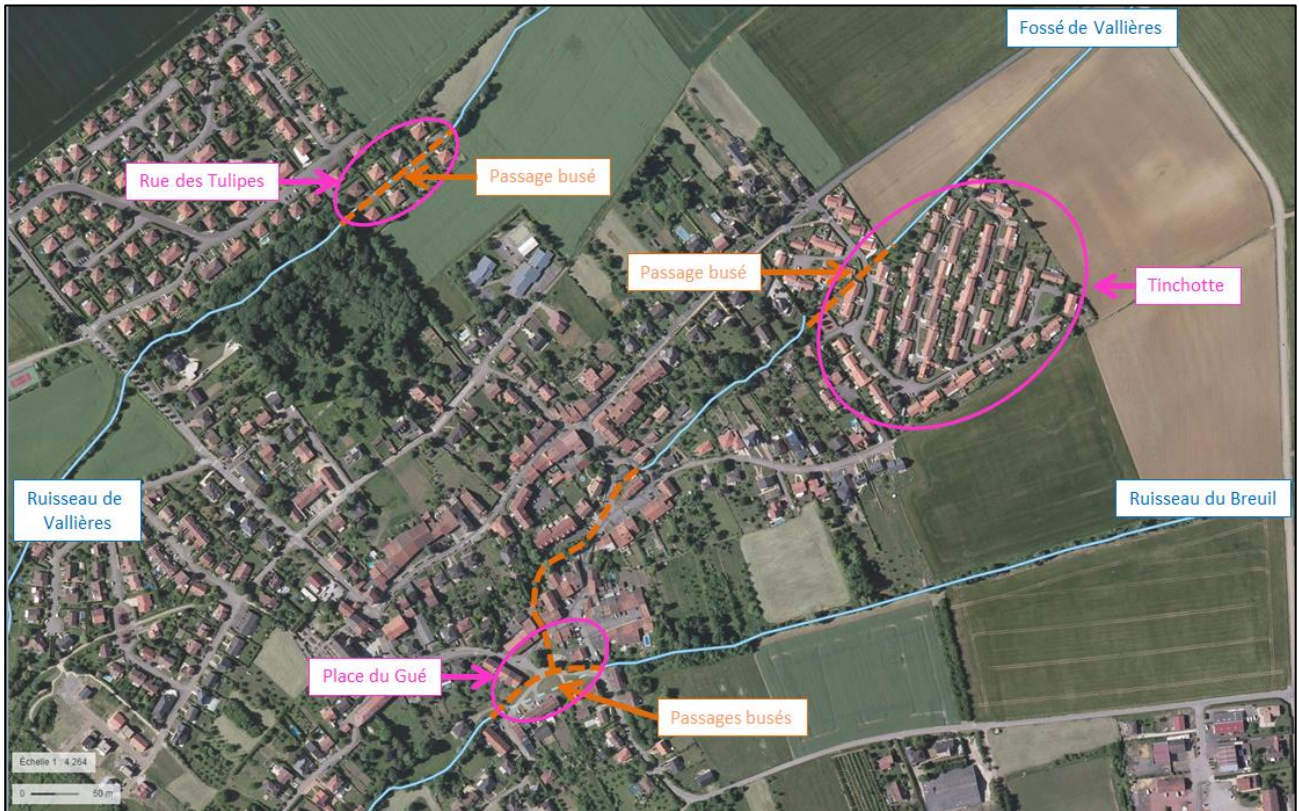 Fossé de Vallières
Rue des Tulipes
Passage busé
Passage busé
Tinchotte
Ruisseau de
Vallières
Ruisseau du Breuil
Place du Gué
Passages busés
Échelle 1 : 4 264
0 50 m